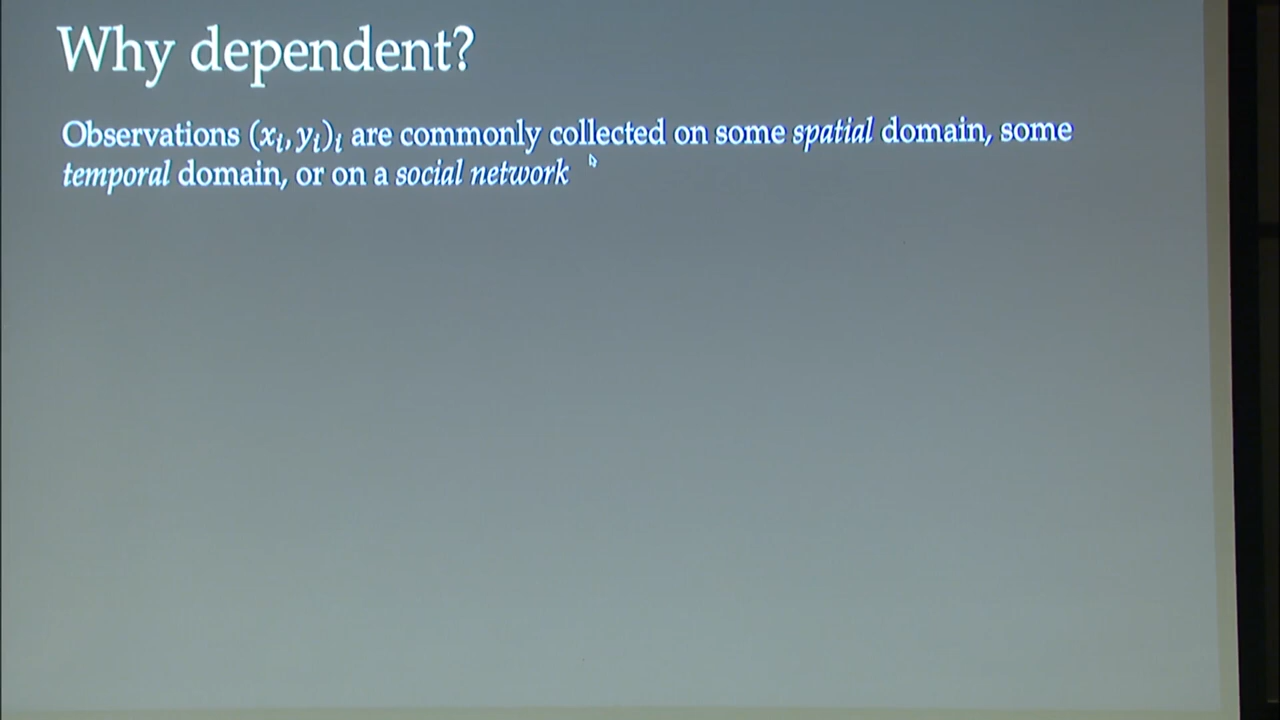 Why dependent?
Observations (xᵢ, yᵢ)ᵢ are commonly collected on some spatial domain, some
temporal domain, or on a social network